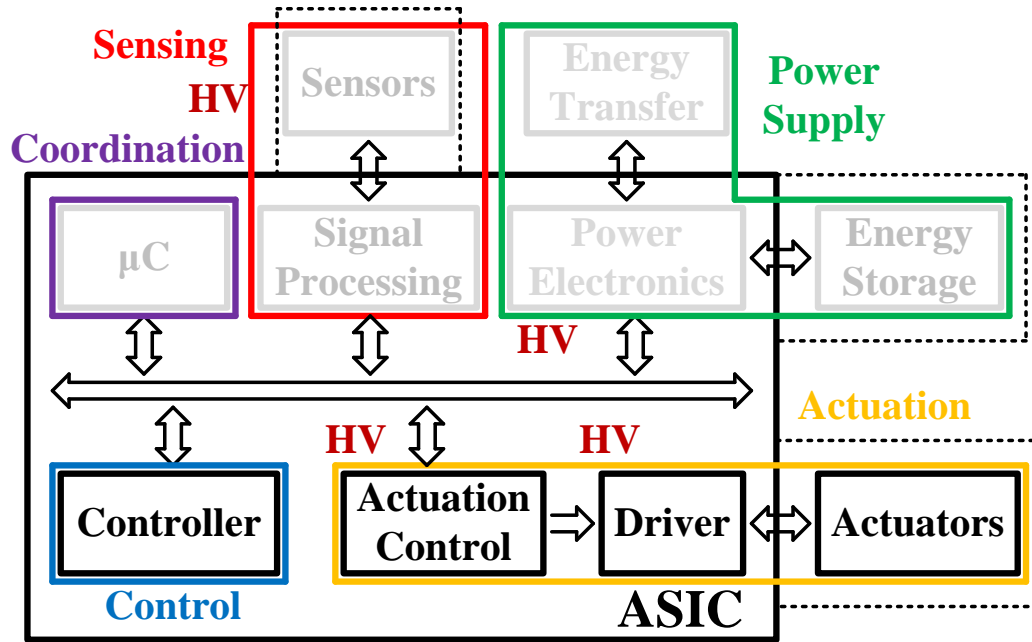 Sensing
HV
Sensors
Energy
Transfer
Power
Supply
Coordination
µC
Signal
Processing
Power
Electronics
Energy
Storage
HV
Actuation
HV
HV
Controller
Actuation
Control
Driver
Actuators
Control
ASIC